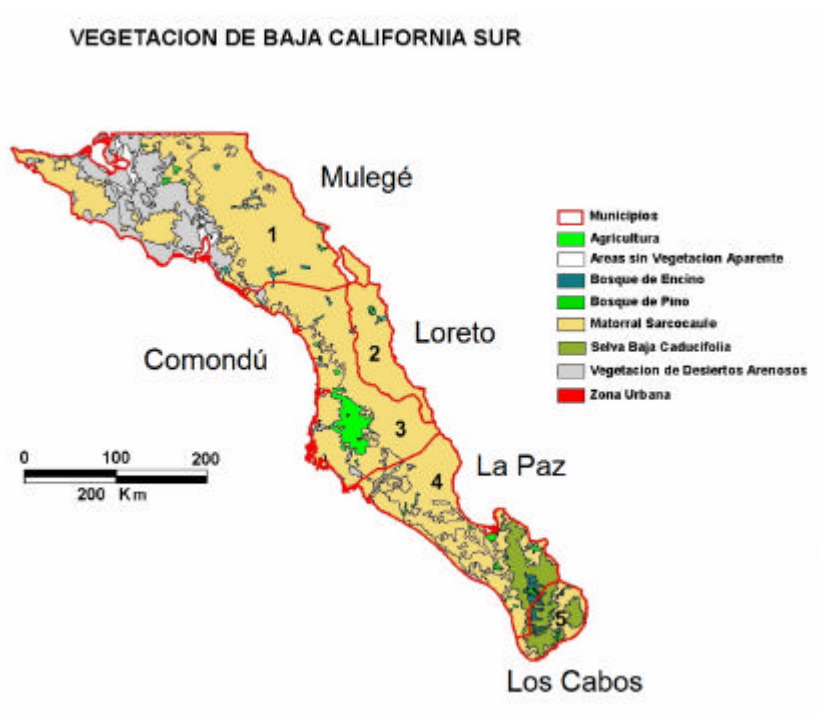 VEGETACION DE BAJA CALIFORNIA SUR
Mulegé
1
Municipios
Agricultura
Areas sin Vegetacion Aparente
Bosque de Encino
Bosque de Pino
Matorral Sarcocaule
Selva Baja Caducifolia
Vegetacion de Desiertos Arenosos
Zona Urbana
Loreto
2
Comondú
3
0 100 200
200 Km
La Paz
4
5
Los Cabos